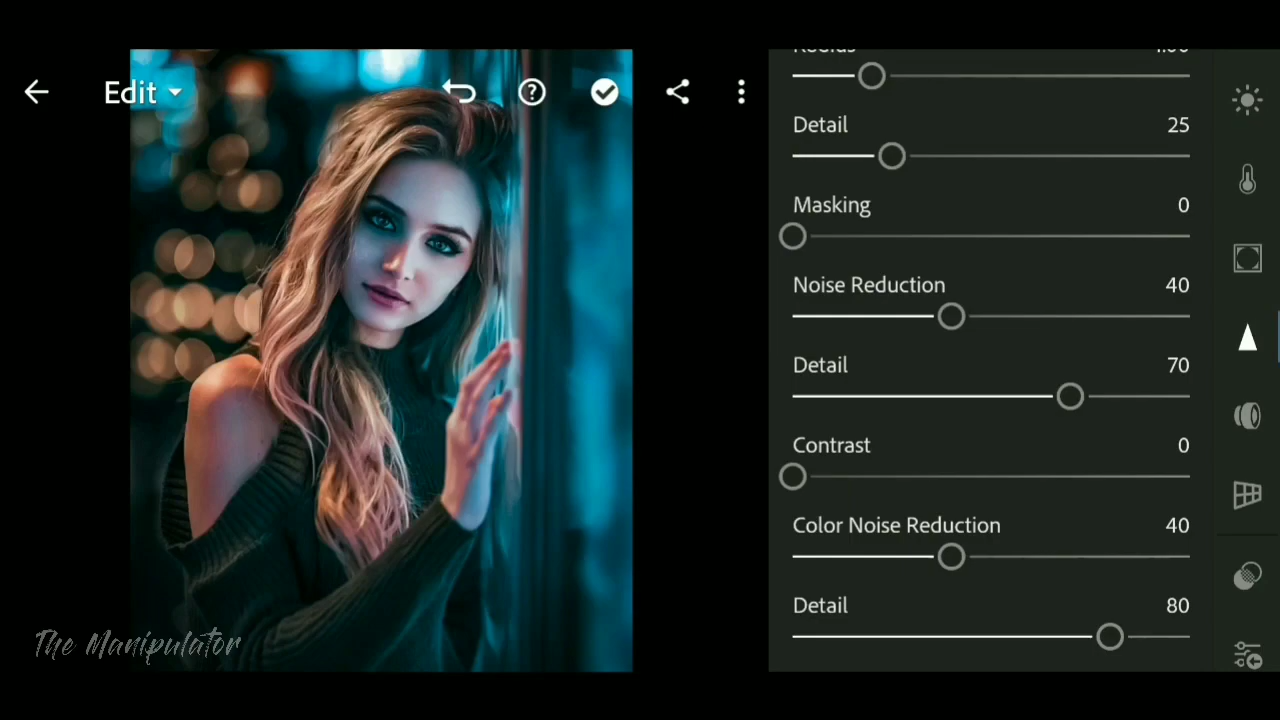 Edit
Detail 25
Masking 0
Noise Reduction 40
Detail 70
Contrast 0
Color Noise Reduction 40
Detail 80
The Manipulator